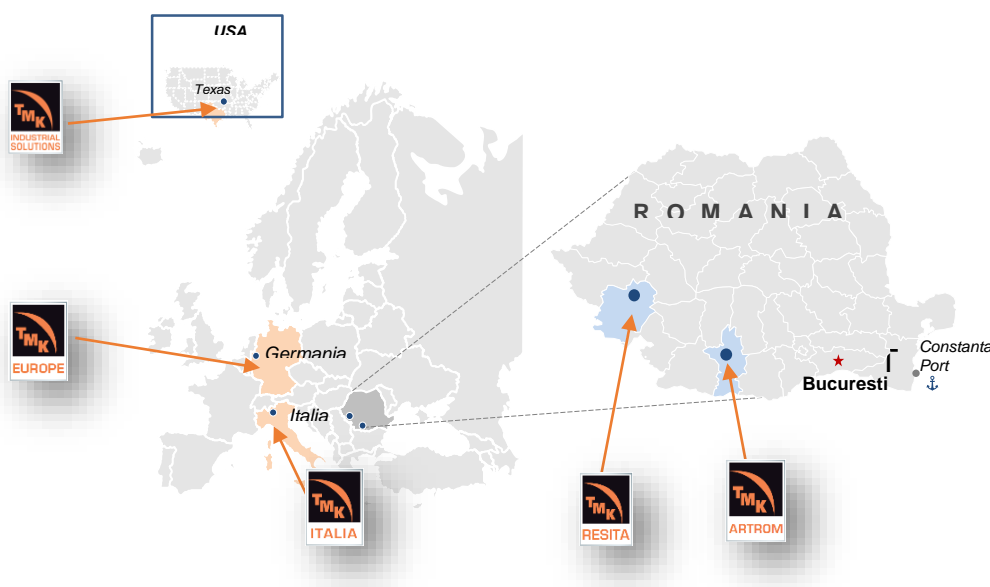 USA
Texas
TMK
INDUSTRIAL
SOLUTIONS
ROMANIA
TMK
EUROPE
Germania
Italia
Constanta
Port
Bucuresti
TMK
ITALIA
TMK
RESITA
TMK
ARTROM